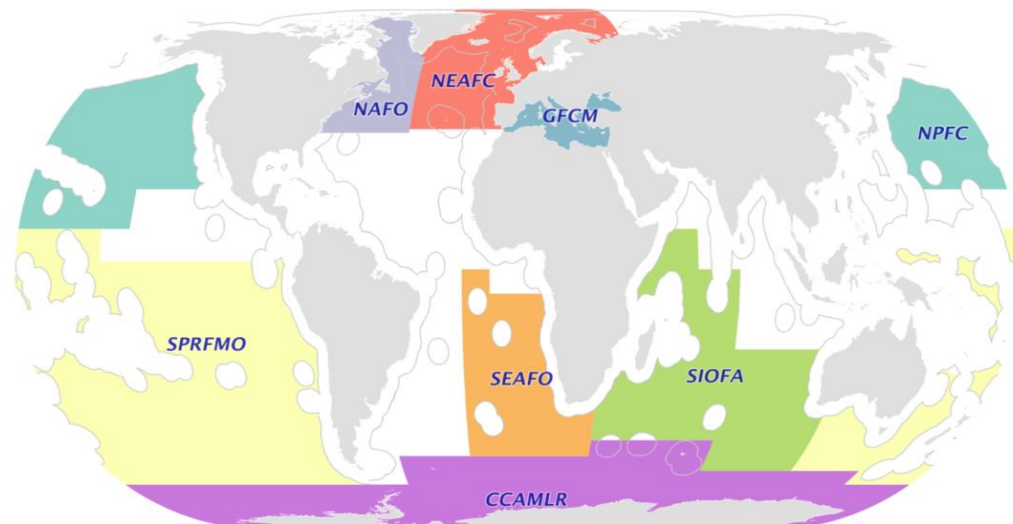 NEAFC
NAFO
GFCM
NPFC
SPRFMO
SEAFO
SIOFA
CCAMLR